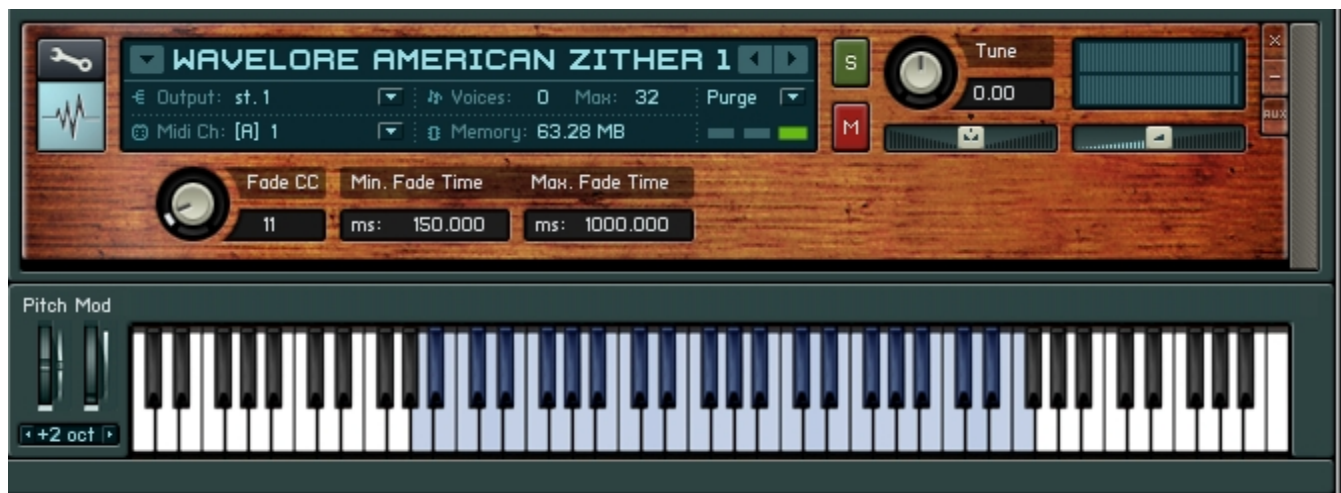 WAVELORE AMERICAN ZITHER 1
Output: st. 1
Voices: 0 Max: 32
Purge
Midi Ch: [A] 1
Memory: 63.28 MB
S
M
Tune
0.00
×
–
AUX
Fade CC
11
Min. Fade Time
ms: 150.000
Max. Fade Time
ms: 1000.000
Pitch Mod
+2 oct